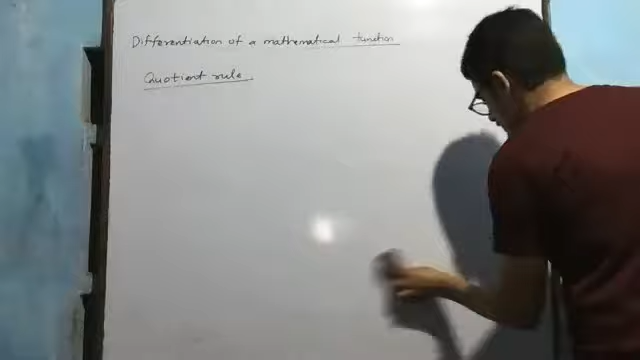 Differentiation of a mathematical function
Quotient rule.